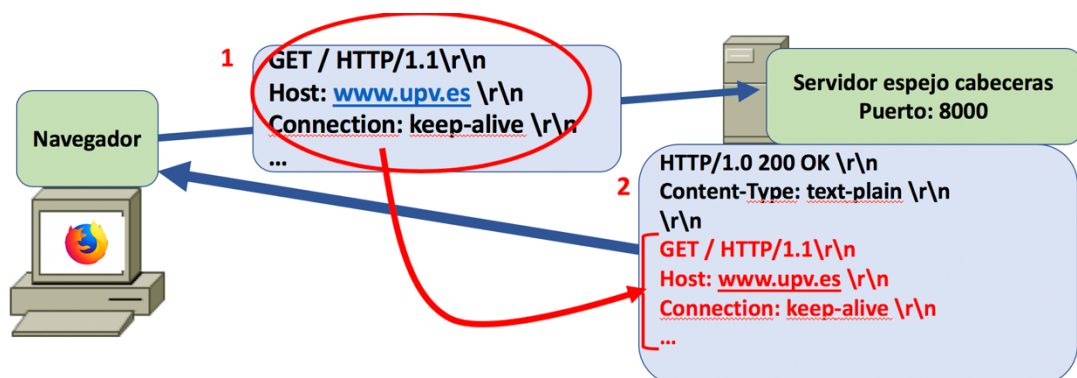 1
GET / HTTP/1.1\r\n
Host: www.upv.es \r\n
Connection: keep-alive \r\n
...
Navegador
Servidor espejo cabeceras
Puerto: 8000
2
HTTP/1.0 200 OK \r\n
Content-Type: text-plain \r\n
\r\n
GET / HTTP/1.1\r\n
Host: www.upv.es \r\n
Connection: keep-alive \r\n
...